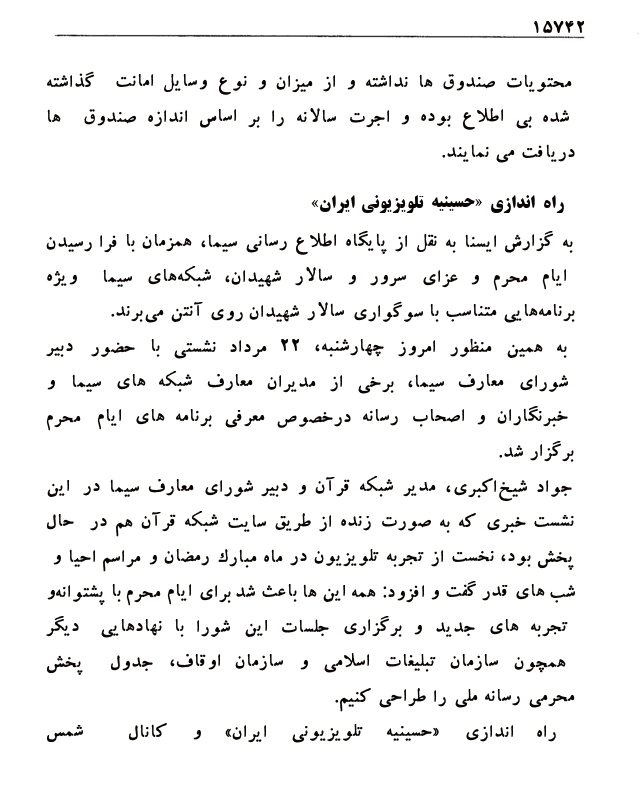 ۱۵۷۴۲
محتویات صندوق ها نداشته و از میزان و نوع وسایل امانت گذاشته
شده بی اطلاع بوده و اجرت سالانه را بر اساس اندازه صندوق ها
دریافت می نمایند.
راه اندازی «حسینیه تلویزیونی ایران»
به گزارش ایسنا به نقل از پایگاه اطلاع رسانی سیما، همزمان با فرا رسیدن
ایام محرم و عزای سرور و سالار شهیدان، شبکه‌های سیما ویژه
برنامه‌هایی متناسب با سوگواری سالار شهیدان روی آنتن می‌برند.
به همین منظور امروز چهارشنبه، ۲۲ مرداد نشستی با حضور دبیر
شورای معارف سیما، برخی از مدیران معارف شبکه های سیما و
خبرنگاران و اصحاب رسانه درخصوص معرفی برنامه های ایام محرم
برگزار شد.
جواد شیخ‌اکبری، مدیر شبکه قرآن و دبیر شورای معارف سیما در این
نشست خبری که به صورت زنده از طریق سایت شبکه قرآن هم در حال
پخش بود، نخست از تجربه تلویزیون در ماه مبارك رمضان و مراسم احیا و
شب های قدر گفت و افزود: همه این ها باعث شد برای ایام محرم با پشتوانه‌و
تجربه های جدید و برگزاری جلسات این شورا با نهادهایی دیگر
همچون سازمان تبلیغات اسلامی و سازمان اوقاف، جدول پخش
محرمی رسانه ملی را طراحی کنیم.
راه اندازی «حسینیه تلویزیونی ایران» و کانال شمس